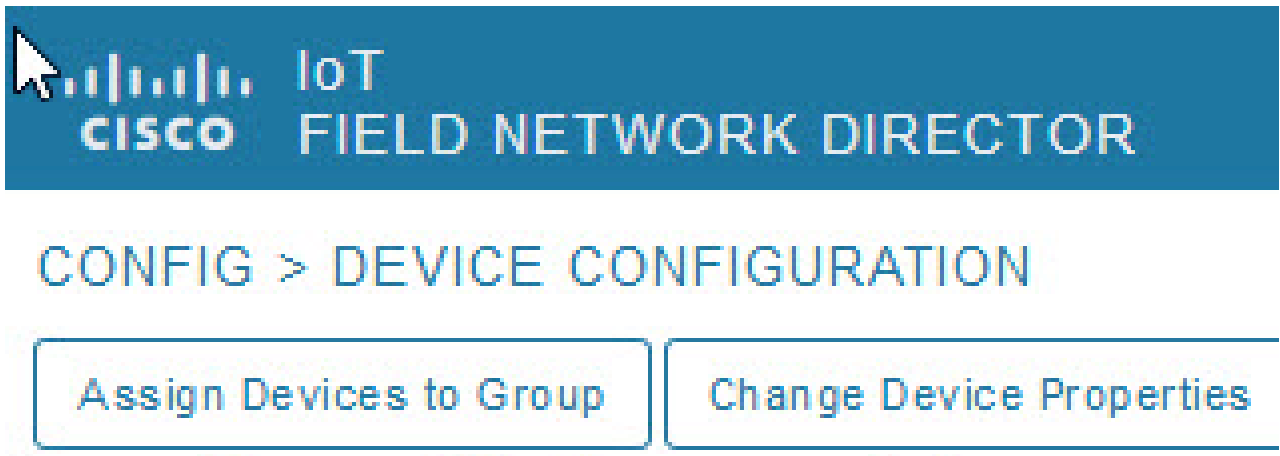 IoT
CISCO FIELD NETWORK DIRECTOR
CONFIG > DEVICE CONFIGURATION
Assign Devices to Group Change Device Properties